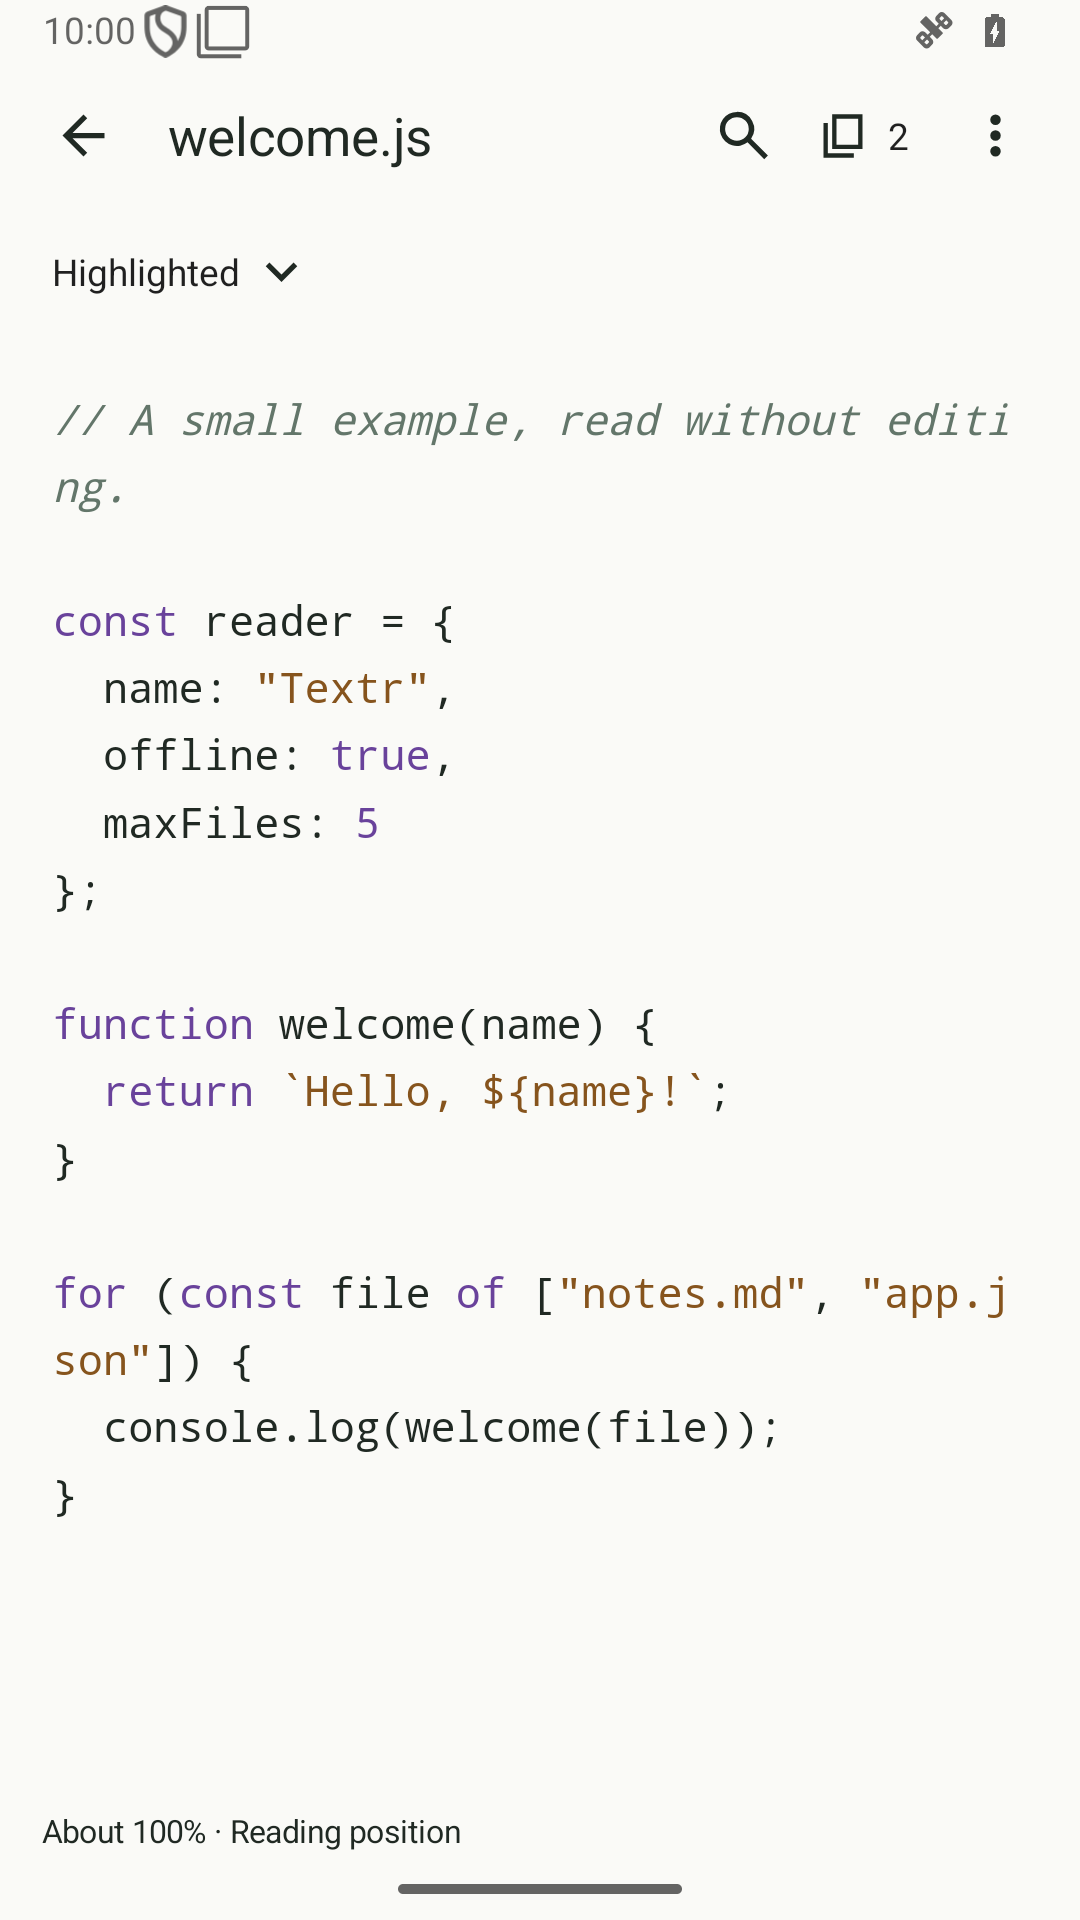 10:00
welcome.js
2
Highlighted
// A small example, read without editi
ng.
const reader = {
  name: "Textr",
  offline: true,
  maxFiles: 5
};
function welcome(name) {
  return `Hello, ${name}!`;
}
for (const file of ["notes.md", "app.j
son"]) {
  console.log(welcome(file));
}
About 100% · Reading position